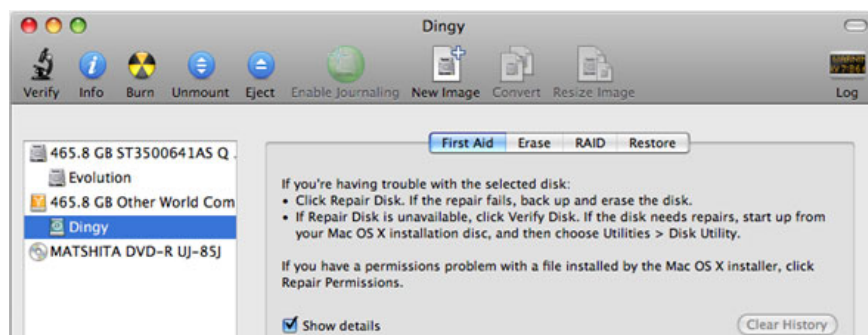 Dingy
Verify Info Burn Unmount Eject Enable Journaling New Image Convert Resize Image Log
First Aid Erase RAID Restore
465.8 GB ST3500641AS Q .
Evolution
465.8 GB Other World Com
Dingy
MATSHITA DVD-R UJ-85J
If you're having trouble with the selected disk:
• Click Repair Disk. If the repair fails, back up and erase the disk.
• If Repair Disk is unavailable, click Verify Disk. If the disk needs repairs, start up from
your Mac OS X installation disc, and then choose Utilities > Disk Utility.
If you have a permissions problem with a file installed by the Mac OS X installer, click
Repair Permissions.
Show details
Clear History